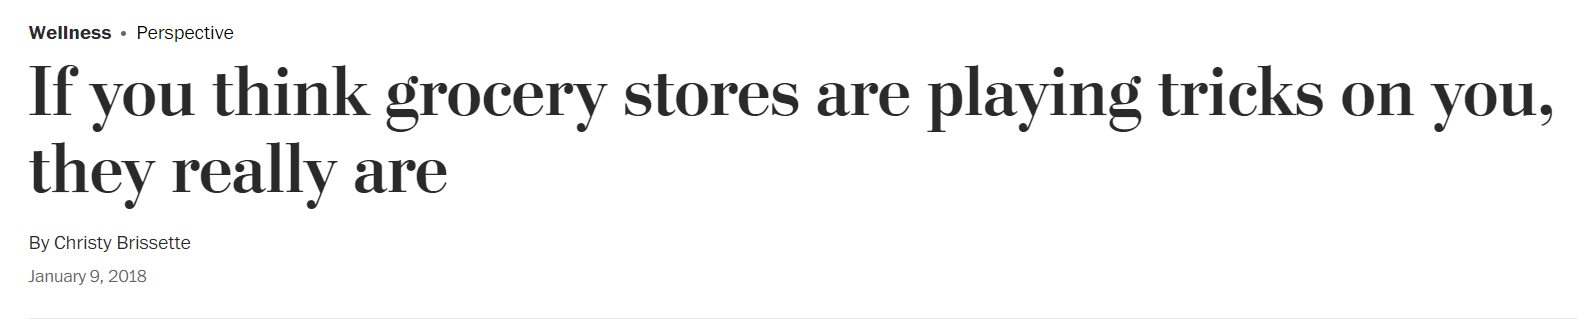 Wellness • Perspective
If you think grocery stores are playing tricks on you,
they really are
By Christy Brissette
January 9, 2018